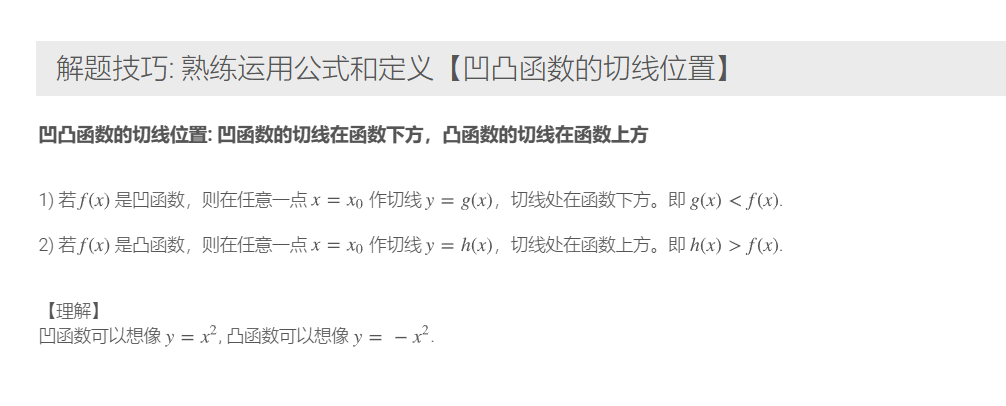 解题技巧: 熟练运用公式和定义【凹凸函数的切线位置】
凹凸函数的切线位置: 凹函数的切线在函数下方，凸函数的切线在函数上方
1) 若 f(x) 是凹函数，则在任意一点 x = x₀ 作切线 y = g(x)，切线处在函数下方。即 g(x) < f(x).
2) 若 f(x) 是凸函数，则在任意一点 x = x₀ 作切线 y = h(x)，切线处在函数上方。即 h(x) > f(x).
【理解】
凹函数可以想像 y = x², 凸函数可以想像 y = − x².